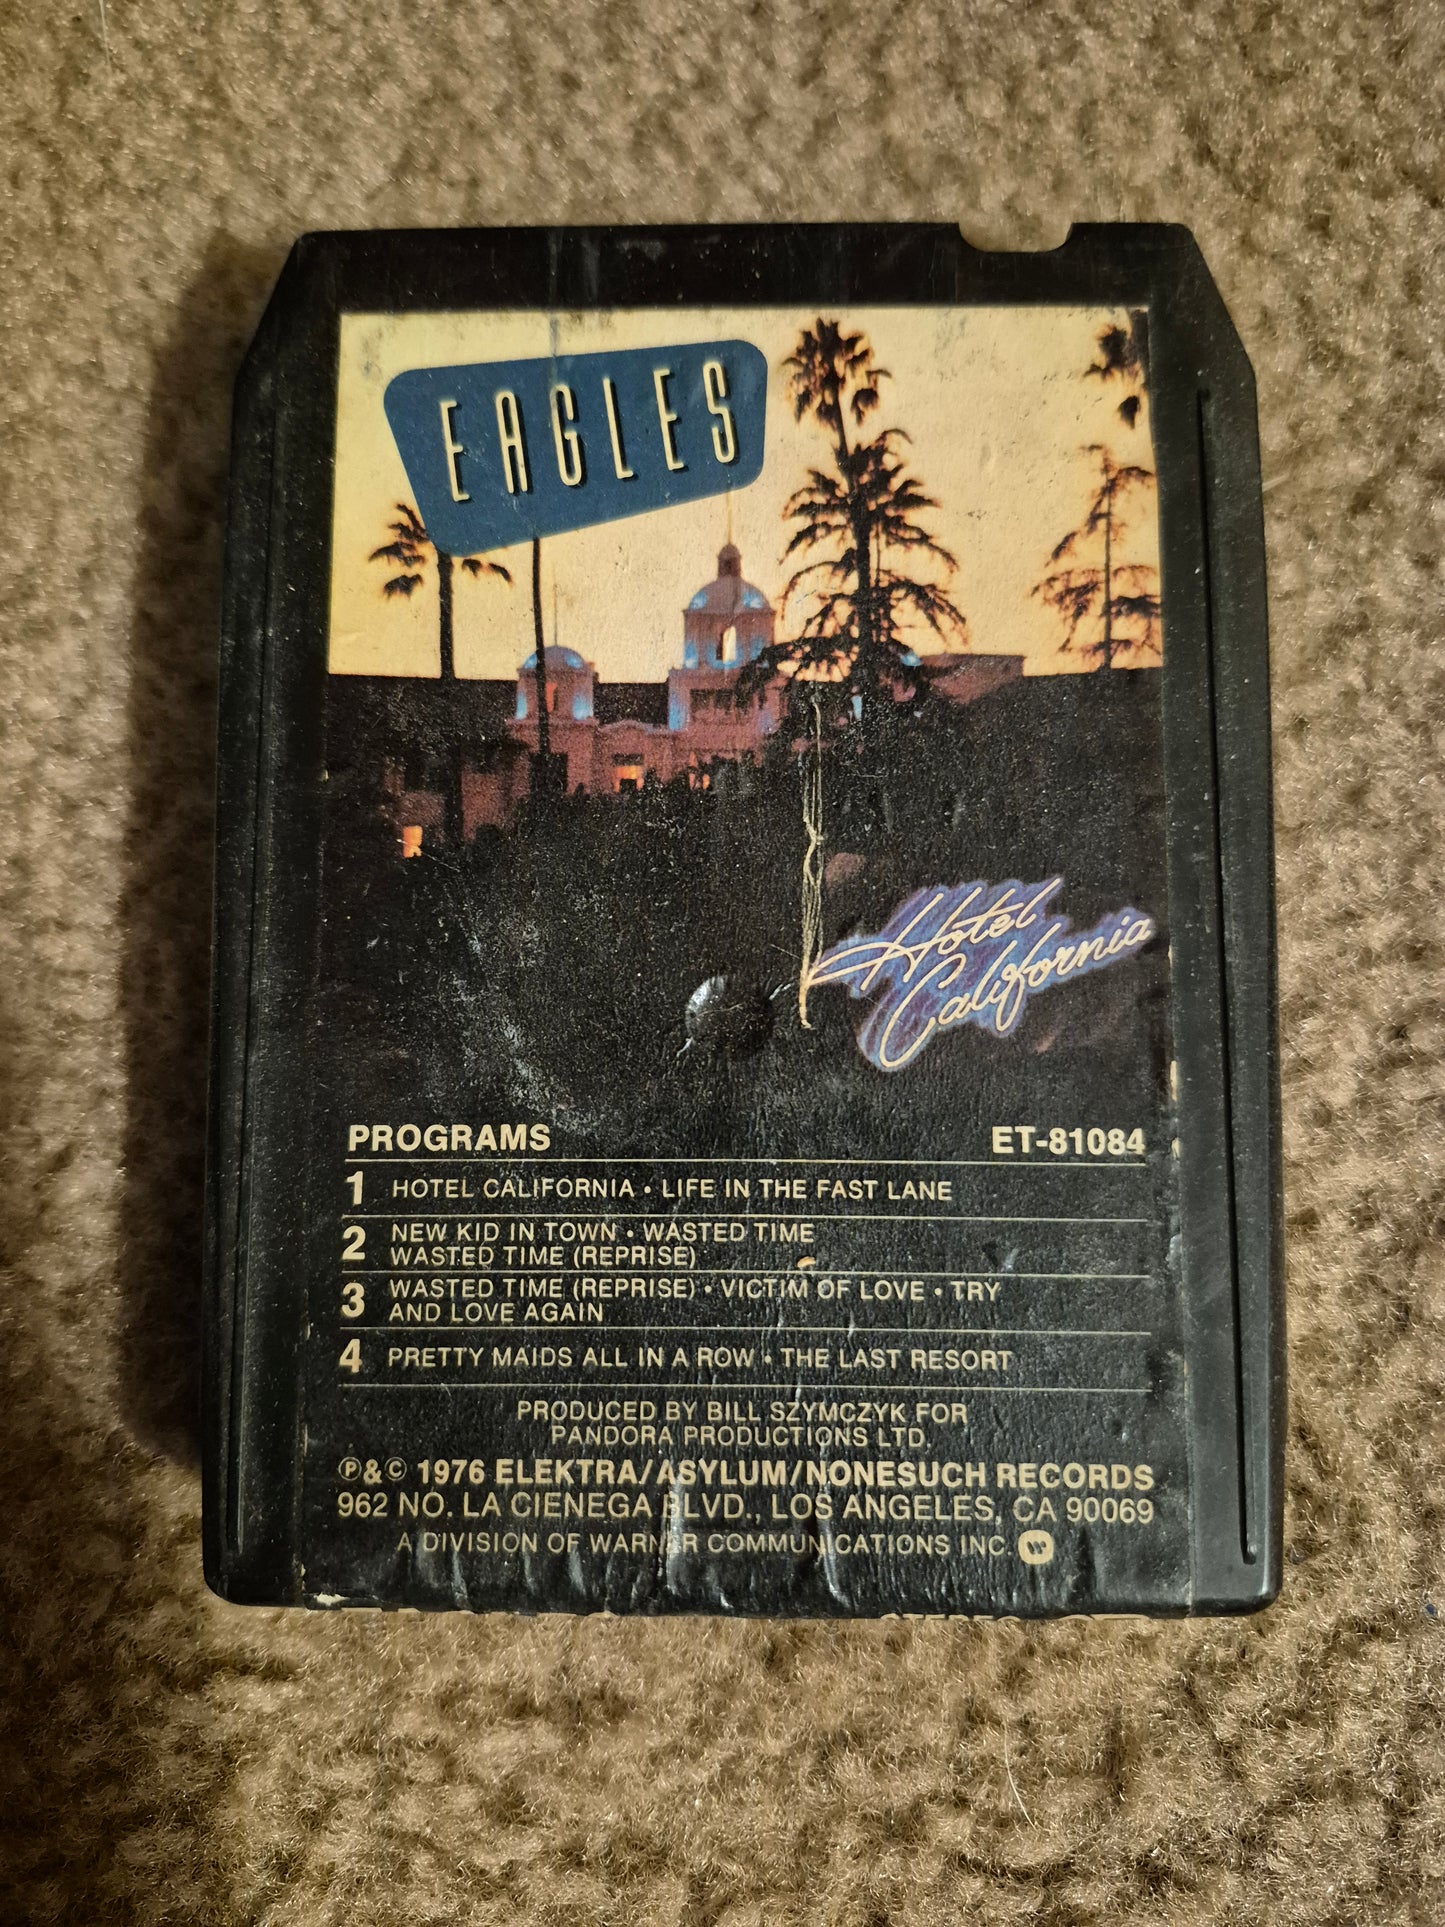 EAGLES
Hotel
California
PROGRAMS ET-81084
1 HOTEL CALIFORNIA • LIFE IN THE FAST LANE
2 NEW KID IN TOWN • WASTED TIME
WASTED TIME (REPRISE)
3 WASTED TIME (REPRISE) • VICTIM OF LOVE • TRY
AND LOVE AGAIN
4 PRETTY MAIDS ALL IN A ROW • THE LAST RESORT
PRODUCED BY BILL SZYMCZYK FOR
PANDORA PRODUCTIONS LTD.
℗&© 1976 ELEKTRA/ASYLUM/NONESUCH RECORDS
962 NO. LA CIENEGA BLVD., LOS ANGELES, CA 90069
A DIVISION OF WARNER COMMUNICATIONS INC.